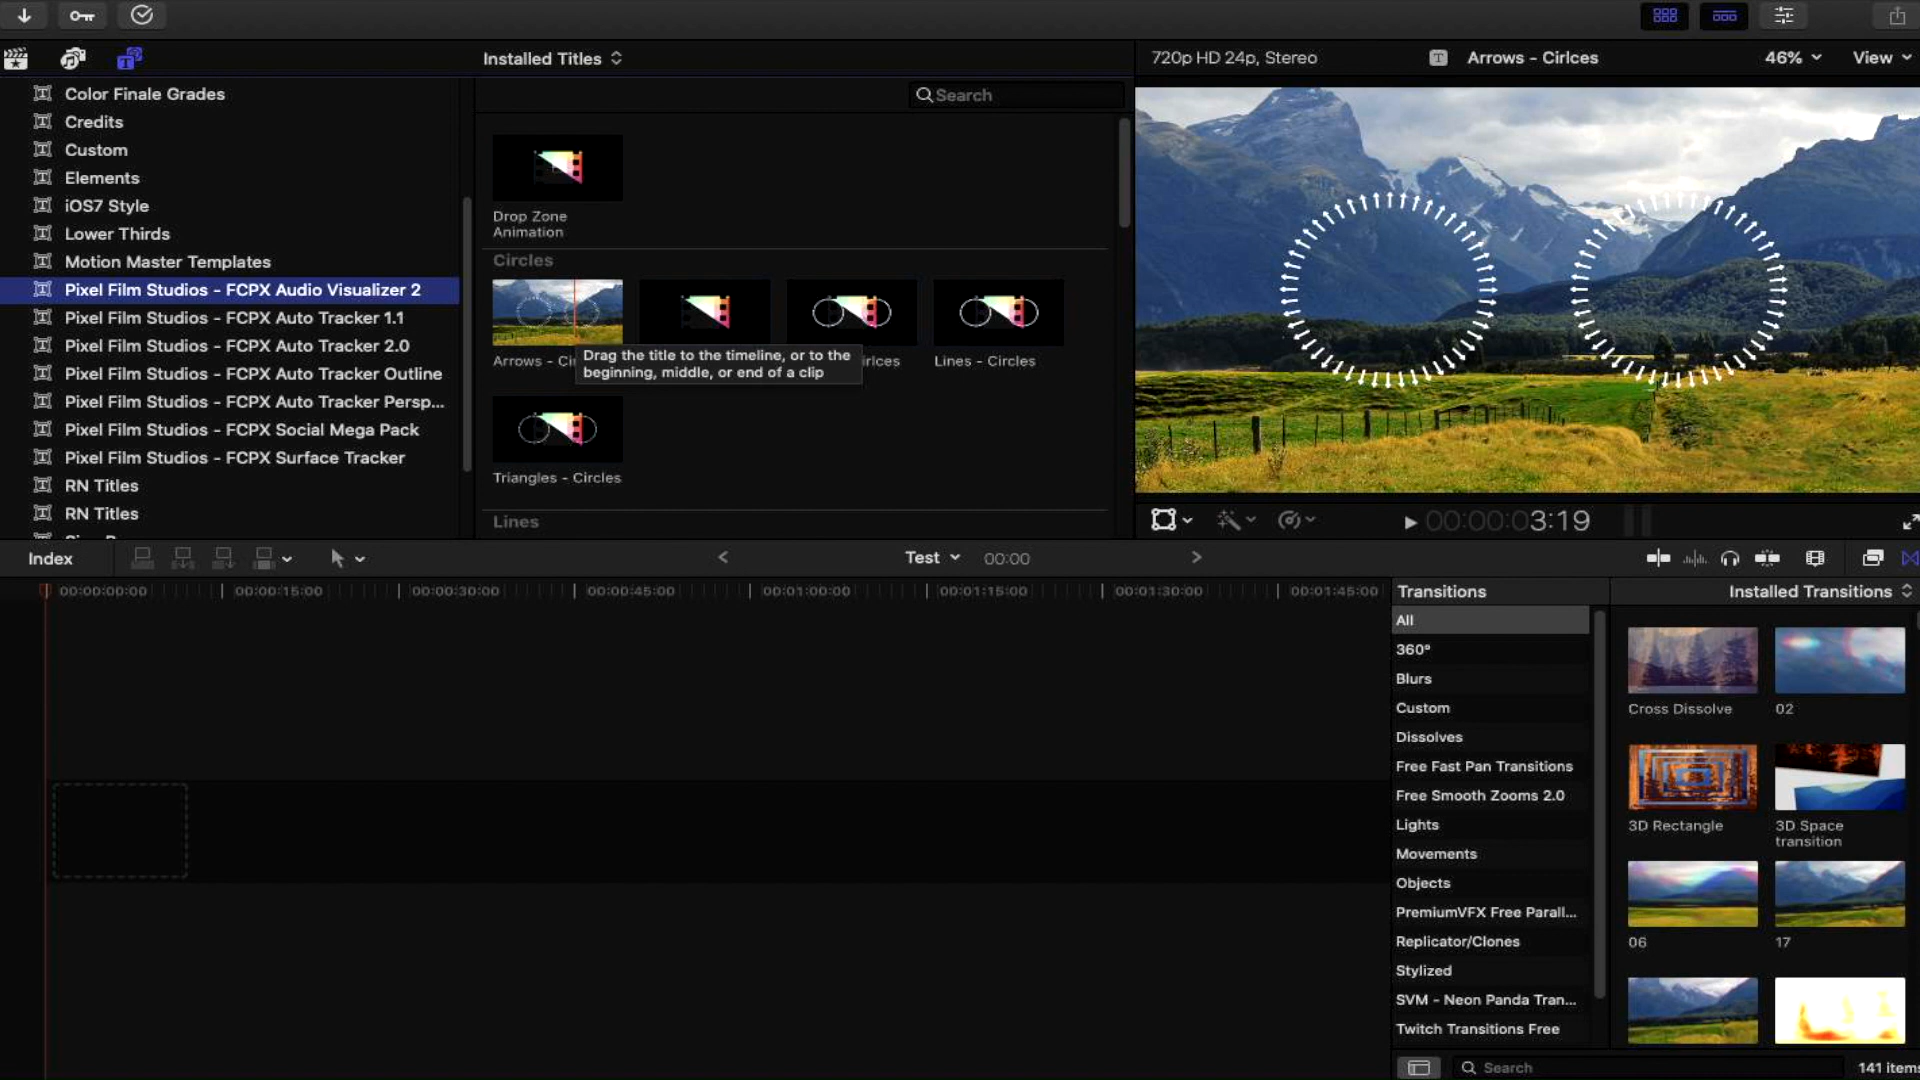 Installed Titles
720p HD 24p, Stereo
Arrows - Cirlces
46%
View
Color Finale Grades
Credits
Custom
Elements
iOS7 Style
Lower Thirds
Motion Master Templates
Pixel Film Studios - FCPX Audio Visualizer 2
Pixel Film Studios - FCPX Auto Tracker 1.1
Pixel Film Studios - FCPX Auto Tracker 2.0
Pixel Film Studios - FCPX Auto Tracker Outline
Pixel Film Studios - FCPX Auto Tracker Persp...
Pixel Film Studios - FCPX Social Mega Pack
Pixel Film Studios - FCPX Surface Tracker
RN Titles
RN Titles
Search
Drop Zone
Animation
Circles
Arrows - Ci
irlces
Lines - Circles
Drag the title to the timeline, or to the
beginning, middle, or end of a clip
Triangles - Circles
Lines
00:00:03:19
Index
Test
00:00
00:00:00:00
00:00:15:00
00:00:30:00
00:00:45:00
00:01:00:00
00:01:15:00
00:01:30:00
00:01:45:00
Transitions
Installed Transitions
All
360°
Blurs
Custom
Dissolves
Free Fast Pan Transitions
Free Smooth Zooms 2.0
Lights
Movements
Objects
PremiumVFX Free Parall...
Replicator/Clones
Stylized
SVM - Neon Panda Tran...
Twitch Transitions Free
Cross Dissolve
02
3D Rectangle
3D Space
transition
06
17
Search
141 items